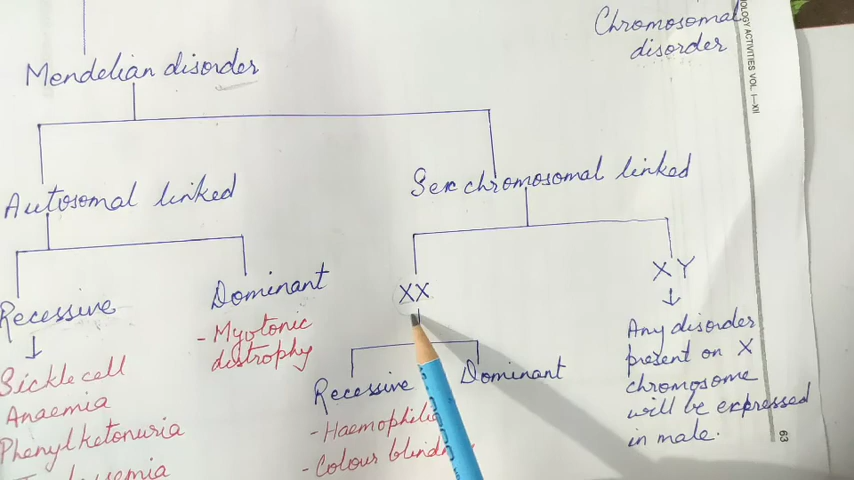 Chromosomal
disorder
Mendelian disorder
Autosomal linked
Sex chromosomal linked
Recessive
Dominant
- Myotonic
distrophy
Sickle cell
Anaemia
Phenylketonuria
XX
Recessive
Dominant
- Haemophilia
- Colour
XY
Any disorder
present on X
chromosome
will be expressed
in male.
OLOGY ACTIVITIES VOL. I—XII
63